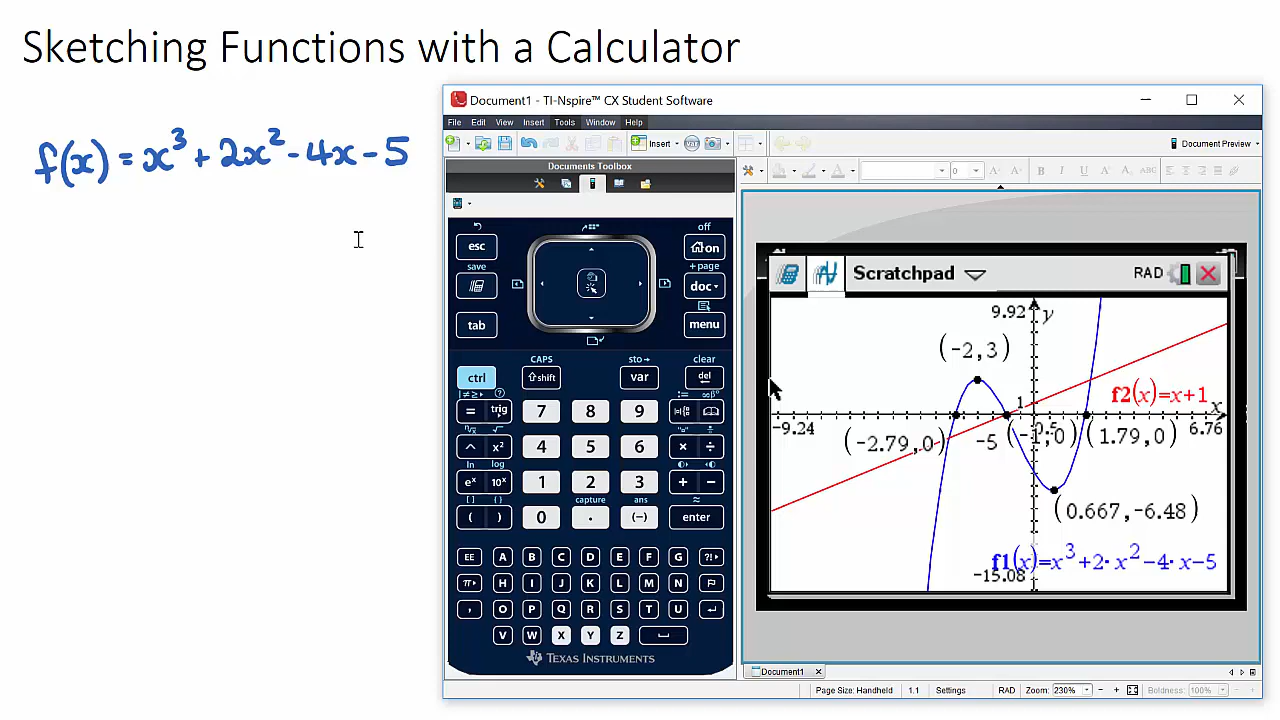 Sketching Functions with a Calculator
f(x) = x³ + 2x² - 4x - 5
Document1 - TI-Nspire™ CX Student Software
File Edit View Insert Tools Window Help
Insert
Document Preview
Documents Toolbox
0
B I U
esc
off
on
save
+ page
doc
tab
menu
CAPS
sto→
clear
ctrl
shift
var
del
= trig 7 8 9
^ x² 4 5 6 × ÷
ln log
eˣ 10ˣ 1 2 3 + −
[ ] { } capture ans ≈
( ) 0 . (−) enter
EE A B C D E F G ?!▸
π▸ H I J K L M N
, O P Q R S T U
V W X Y Z
TEXAS INSTRUMENTS
Scratchpad
RAD
9.92 y
(-2,3)
f2(x)=x+1
1
x
-9.24
0.5
6.76
(-2.79,0)
-5
(-1,0)
(1.79,0)
(0.667,-6.48)
f1(x)=x³+2·x²-4·x-5
-15.08
Document1
Page Size: Handheld 1.1 Settings RAD Zoom: 230% Boldness: 100%